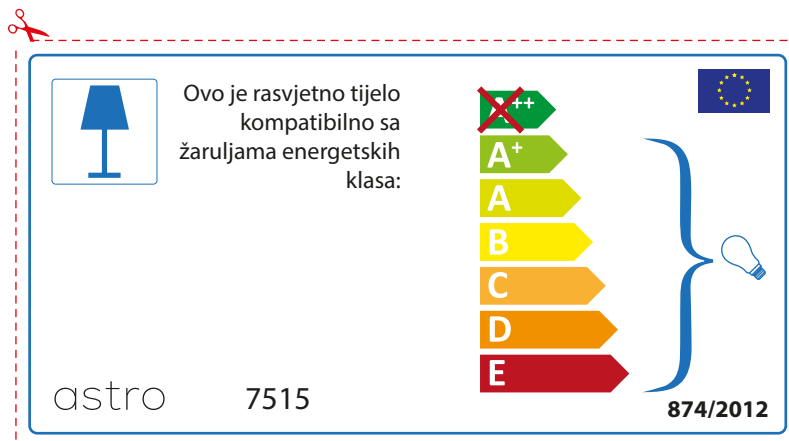 Ovo je rasvjetno tijelo
kompatibilno sa
žaruljama energetskih
klasa:
A++
A+
A
B
C
D
E
astro
7515
874/2012